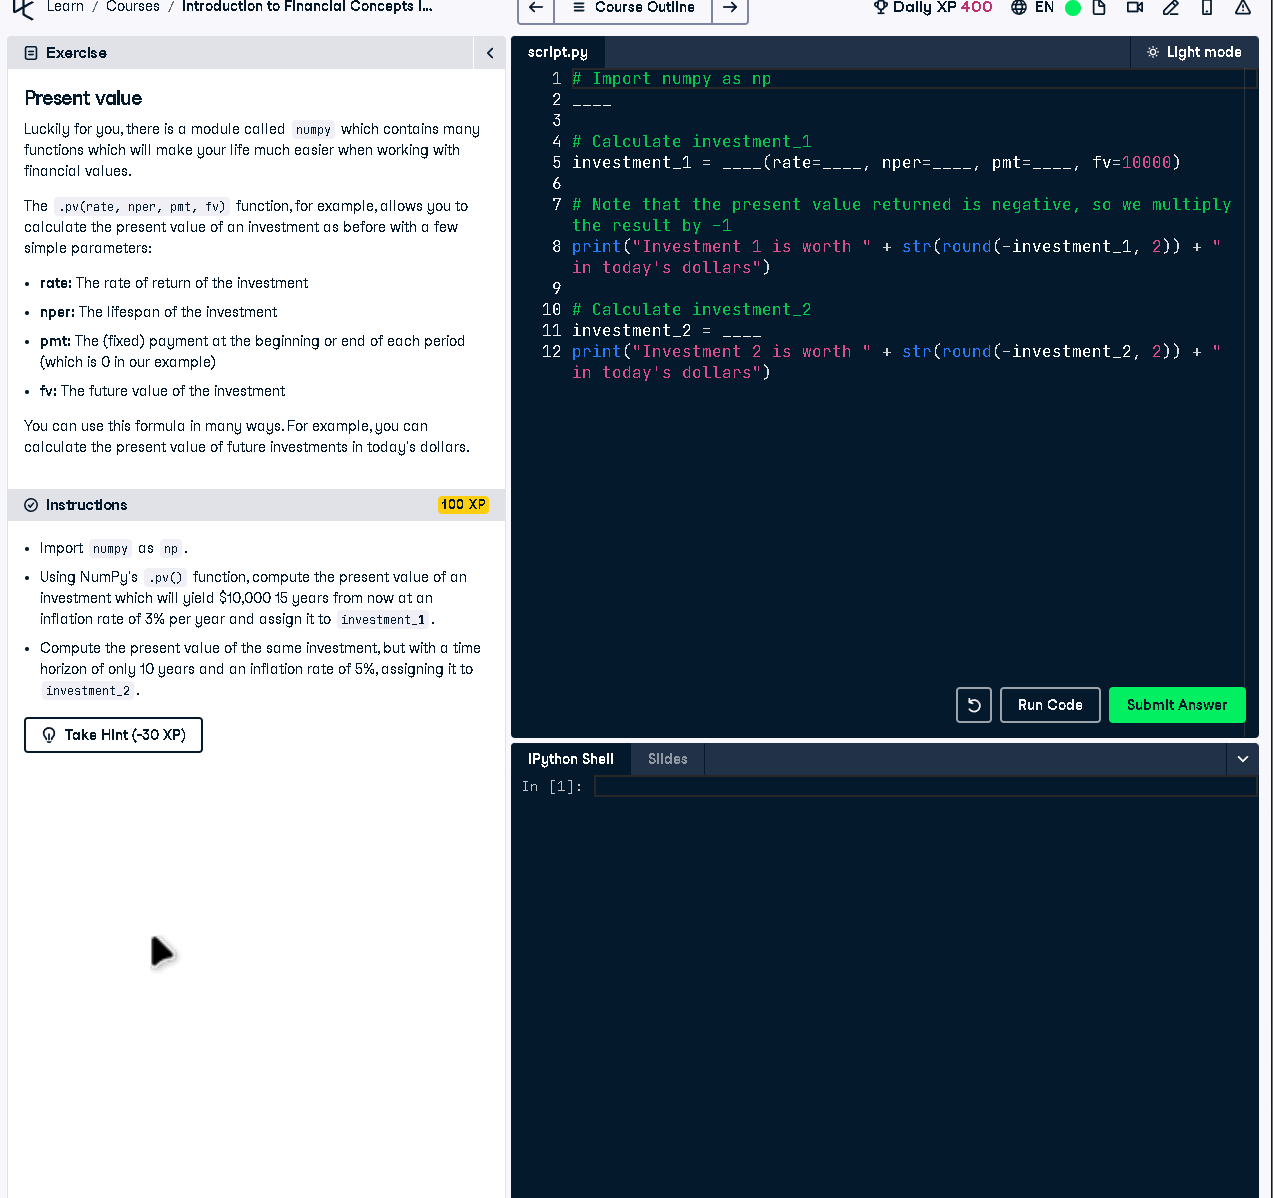 Learn / Courses / Introduction to Financial Concepts i...
Course Outline
Daily XP 400
EN
Exercise
Present value
Luckily for you, there is a module called numpy which contains many
functions which will make your life much easier when working with
financial values.
The .pv(rate, nper, pmt, fv) function, for example, allows you to
calculate the present value of an investment as before with a few
simple parameters:
• rate: The rate of return of the investment
• nper: The lifespan of the investment
• pmt: The (fixed) payment at the beginning or end of each period
(which is 0 in our example)
• fv: The future value of the investment
You can use this formula in many ways. For example, you can
calculate the present value of future investments in today's dollars.
Instructions 100 XP
• Import numpy as np.
• Using NumPy's .pv() function, compute the present value of an
investment which will yield $10,000 15 years from now at an
inflation rate of 3% per year and assign it to investment_1.
• Compute the present value of the same investment, but with a time
horizon of only 10 years and an inflation rate of 5%, assigning it to
investment_2.
Take Hint (-30 XP)
script.py
Light mode
1 # Import numpy as np
2 ____
3
4 # Calculate investment_1
5 investment_1 = ____(rate=____, nper=____, pmt=____, fv=10000)
6
7 # Note that the present value returned is negative, so we multiply
the result by -1
8 print("Investment 1 is worth " + str(round(-investment_1, 2)) + "
in today's dollars")
9
10 # Calculate investment_2
11 investment_2 = ____
12 print("Investment 2 is worth " + str(round(-investment_2, 2)) + "
in today's dollars")
Run Code
Submit Answer
IPython Shell
Slides
In [1]: